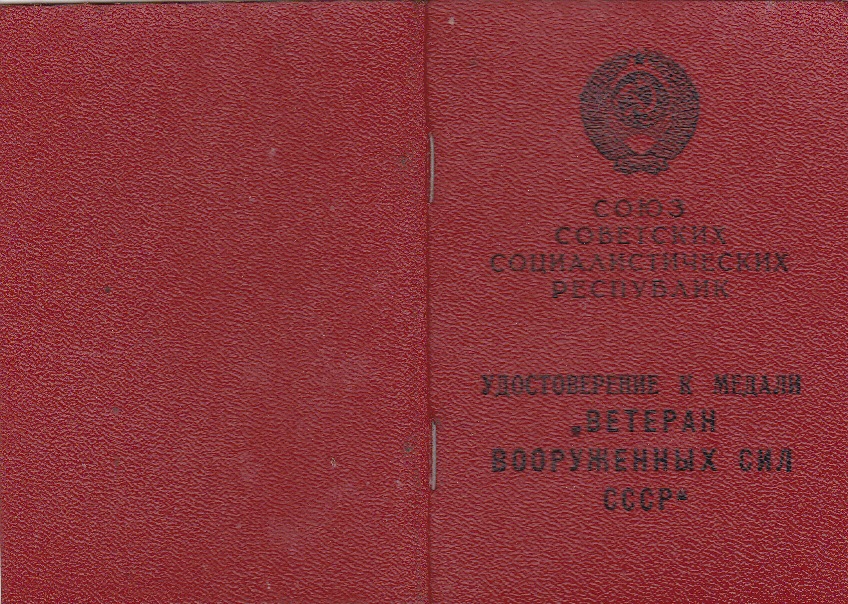 СОЮЗ
СОВЕТСКИХ
СОЦИАЛИСТИЧЕСКИХ
РЕСПУБЛИК
УДОСТОВЕРЕНИЕ К МЕДАЛИ
„ВЕТЕРАН
ВООРУЖЕННЫХ СИЛ
СССР“